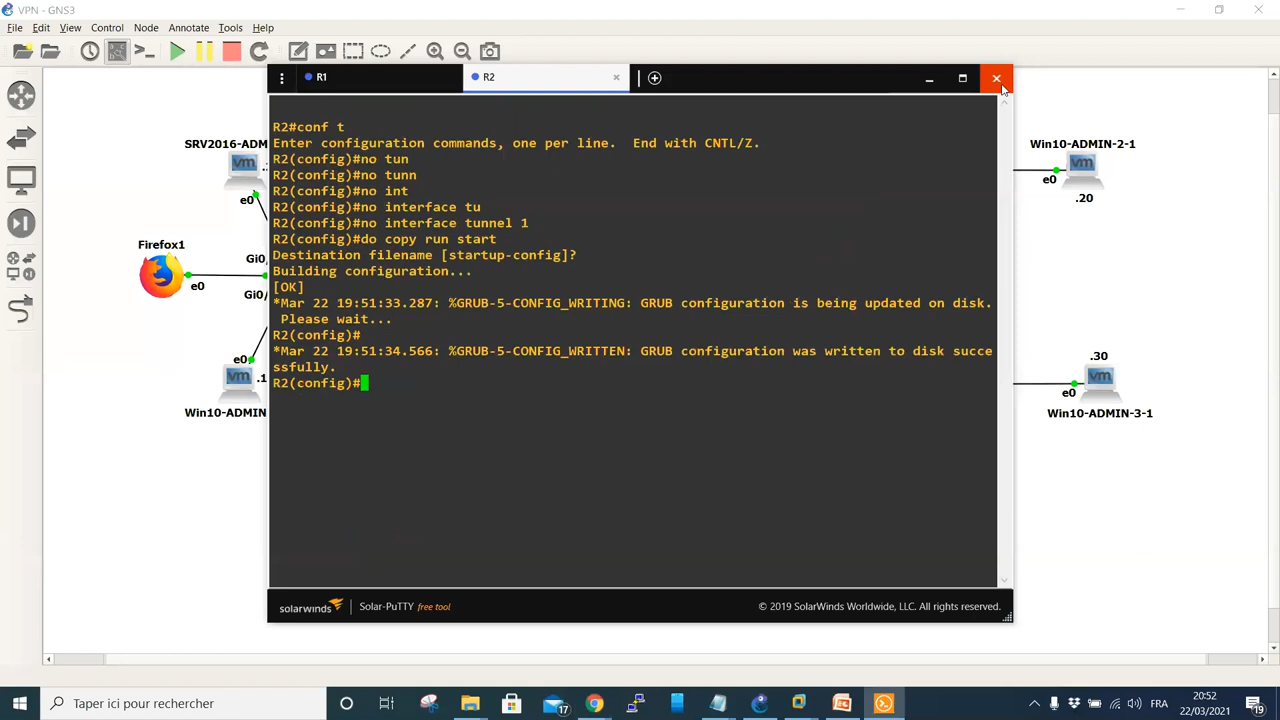 VPN - GNS3
File Edit View Control Node Annotate Tools Help
R1
R2
R2#conf t
Enter configuration commands, one per line.  End with CNTL/Z.
R2(config)#no tun
R2(config)#no tunn
R2(config)#no int
R2(config)#no interface tu
R2(config)#no interface tunnel 1
R2(config)#do copy run start
Destination filename [startup-config]?
Building configuration...
[OK]
*Mar 22 19:51:33.287: %GRUB-5-CONFIG_WRITING: GRUB configuration is being updated on disk.
 Please wait...
R2(config)#
*Mar 22 19:51:34.566: %GRUB-5-CONFIG_WRITTEN: GRUB configuration was written to disk succe
ssfully.
R2(config)#
solarwinds
Solar-PuTTY free tool
© 2019 SolarWinds Worldwide, LLC. All rights reserved.
SRV2016-ADM
vm
e0
Firefox1
e0
Gi0/
Gi0/
e0
vm .1
Win10-ADMIN
Win10-ADMIN-2-1
vm
e0
.20
.30
vm
e0
Win10-ADMIN-3-1
Taper ici pour rechercher
17
FRA
20:52
22/03/2021
19